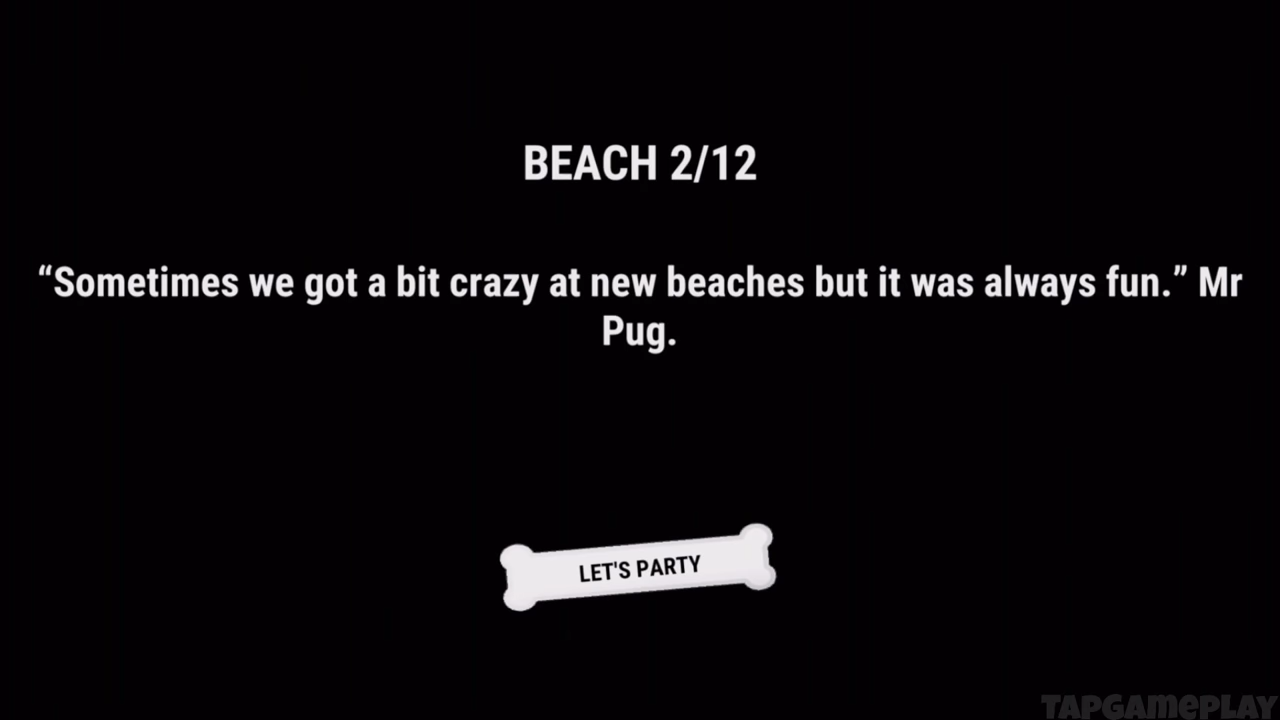 BEACH 2/12
“Sometimes we got a bit crazy at new beaches but it was always fun.” Mr
Pug.
LET'S PARTY
TAPGAMEPLAY